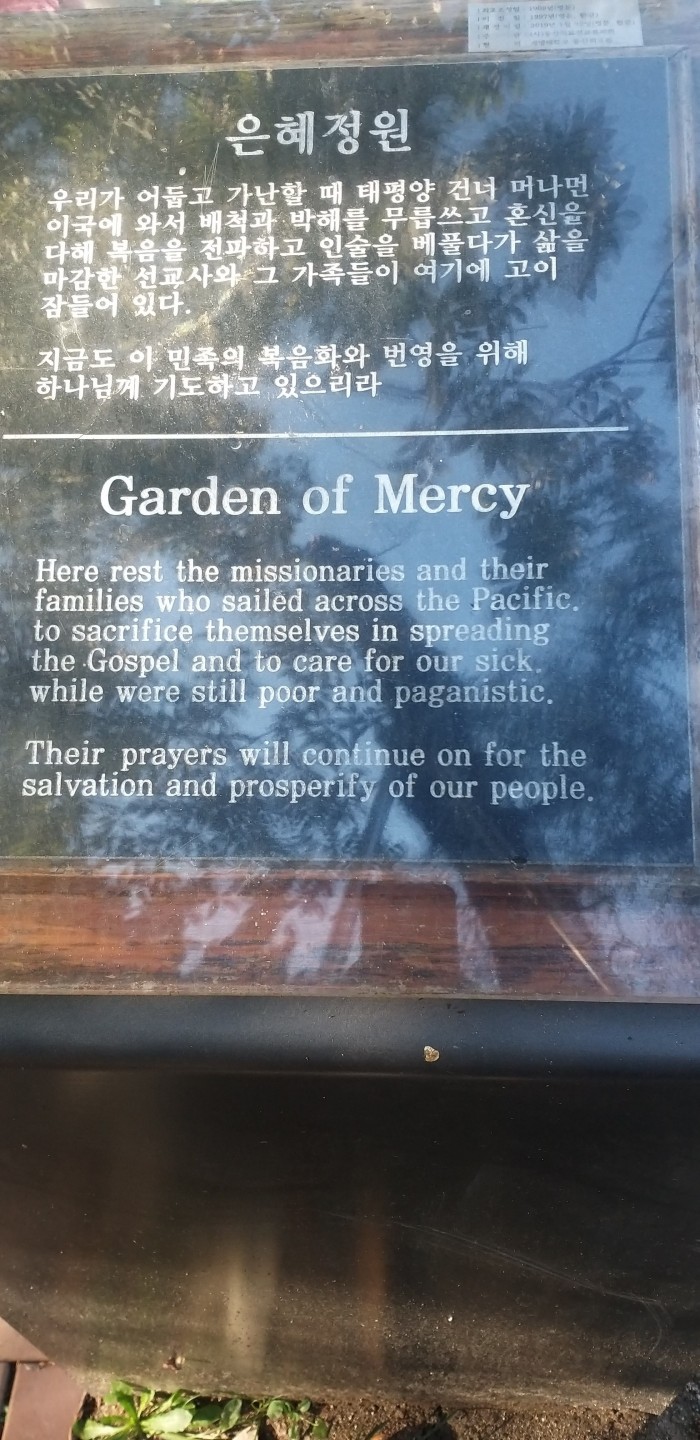 은혜정원
우리가 어둡고 가난할 때 태평양 건너 머나먼
이국에 와서 배척과 박해를 무릅쓰고 혼신을
다해 복음을 전파하고 인술을 베풀다가 삶을
마감한 선교사와 그 가족들이 여기에 고이
잠들어 있다.
지금도 이 민족의 복음화와 번영을 위해
하나님께 기도하고 있으리라
Garden of Mercy
Here rest the missionaries and their
families who sailed across the Pacific.
to sacrifice themselves in spreading
the Gospel and to care for our sick.
while were still poor and paganistic.
Their prayers will continue on for the
salvation and prosperify of our people.